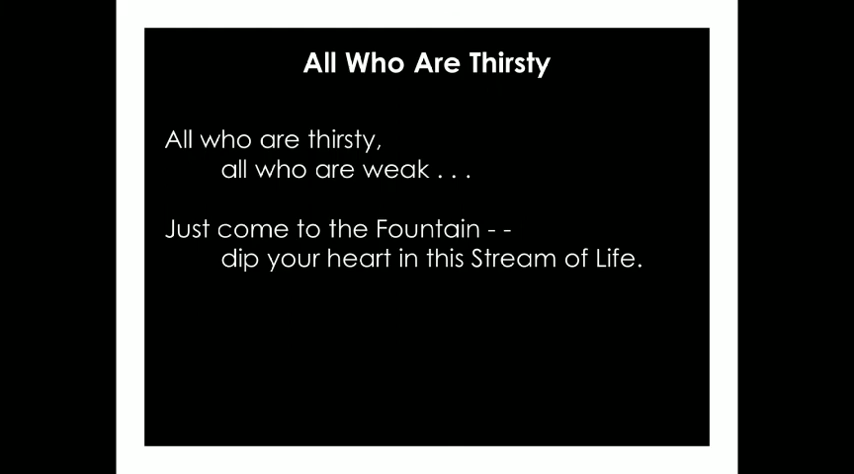 All Who Are Thirsty
All who are thirsty,
all who are weak . . .
Just come to the Fountain - -
dip your heart in this Stream of Life.